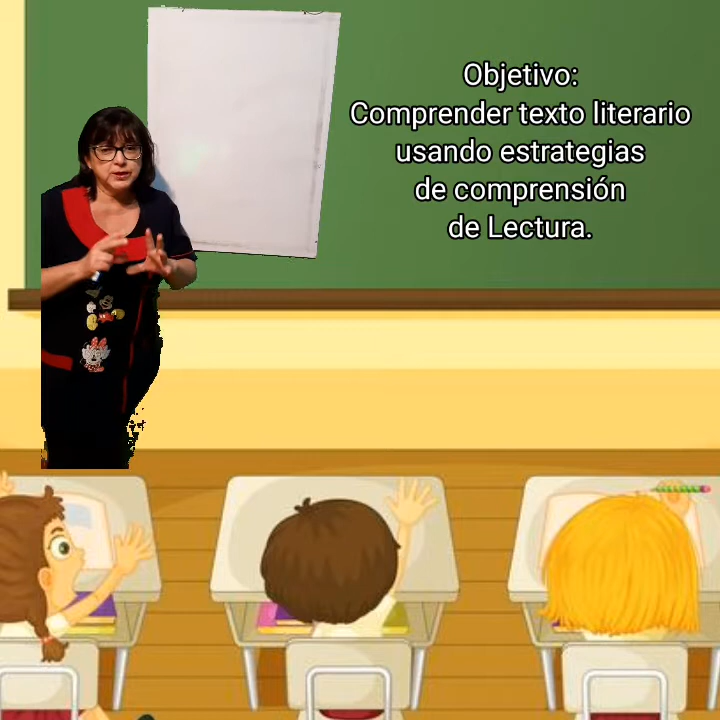 Objetivo:
Comprender texto literario
usando estrategias
de comprensión
de Lectura.